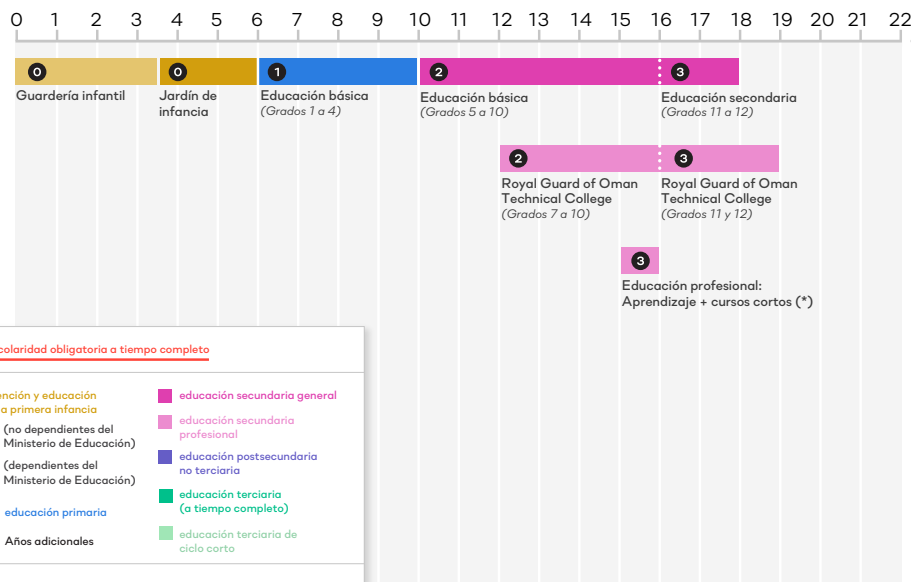 0 1 2 3 4 5 6 7 8 9 10 11 12 13 14 15 16 17 18 19 20 21 22
0 0 1 2 3
Guardería infantil
Jardín de
infancia
Educación básica
(Grados 1 a 4)
Educación básica
(Grados 5 a 10)
Educación secundaria
(Grados 11 a 12)
2 3
Royal Guard of Oman
Technical College
(Grados 7 a 10)
Royal Guard of Oman
Technical College
(Grados 11 y 12)
3
Educación profesional:
Aprendizaje + cursos cortos (*)
colaridad obligatoria a tiempo completo
ención y educación
a primera infancia
(no dependientes del
Ministerio de Educación)
(dependientes del
Ministerio de Educación)
educación primaria
Años adicionales
educación secundaria general
educación secundaria
profesional
educación postsecundaria
no terciaria
educación terciaria
(a tiempo completo)
educación terciaria de
ciclo corto